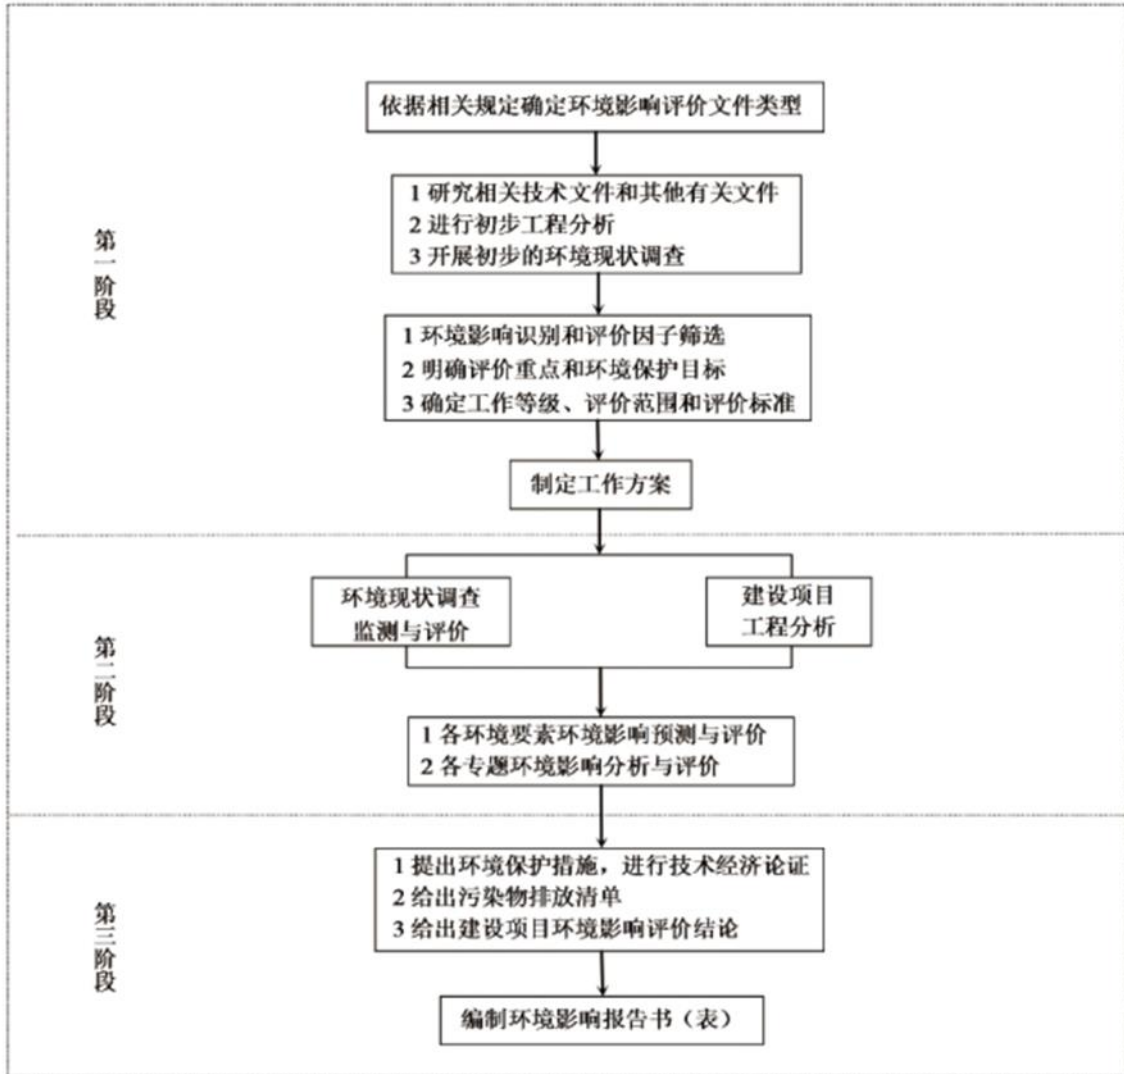 依据相关规定确定环境影响评价文件类型
1 研究相关技术文件和其他有关文件
2 进行初步工程分析
3 开展初步的环境现状调查
第一阶段
1 环境影响识别和评价因子筛选
2 明确评价重点和环境保护目标
3 确定工作等级、评价范围和评价标准
制定工作方案
环境现状调查
监测与评价
建设项目
工程分析
第二阶段
1 各环境要素环境影响预测与评价
2 各专题环境影响分析与评价
1 提出环境保护措施，进行技术经济论证
2 给出污染物排放清单
3 给出建设项目环境影响评价结论
第三阶段
编制环境影响报告书（表）